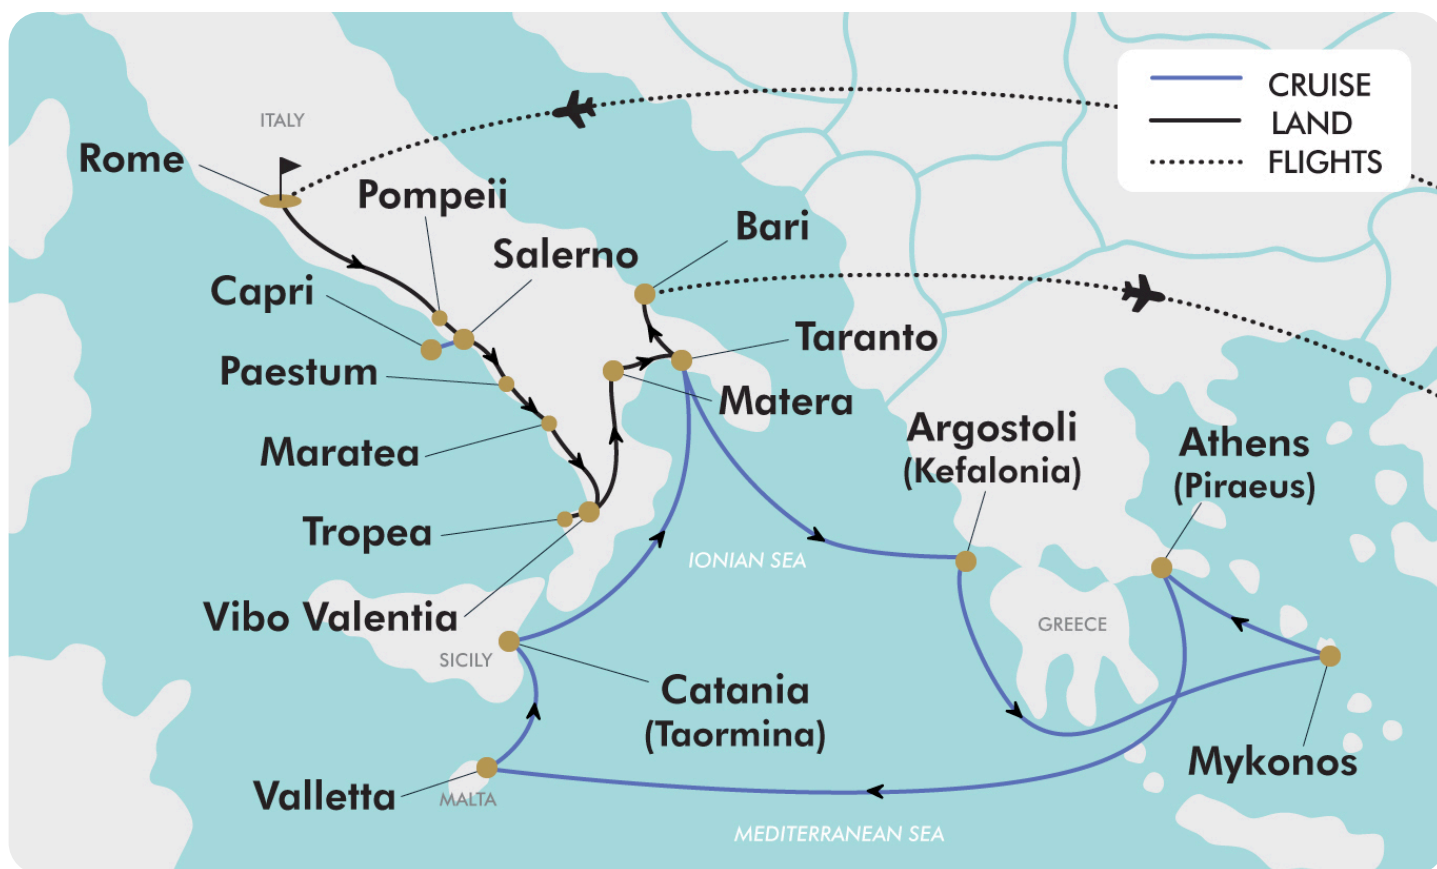 CRUISE
LAND
FLIGHTS
ITALY
Rome
Pompeii
Salerno
Bari
Capri
Taranto
Paestum
Matera
Maratea
Argostoli
(Kefalonia)
Athens
(Piraeus)
Tropea
IONIAN SEA
Vibo Valentia
GREECE
SICILY
Catania
(Taormina)
Mykonos
Valletta
MALTA
MEDITERRANEAN SEA